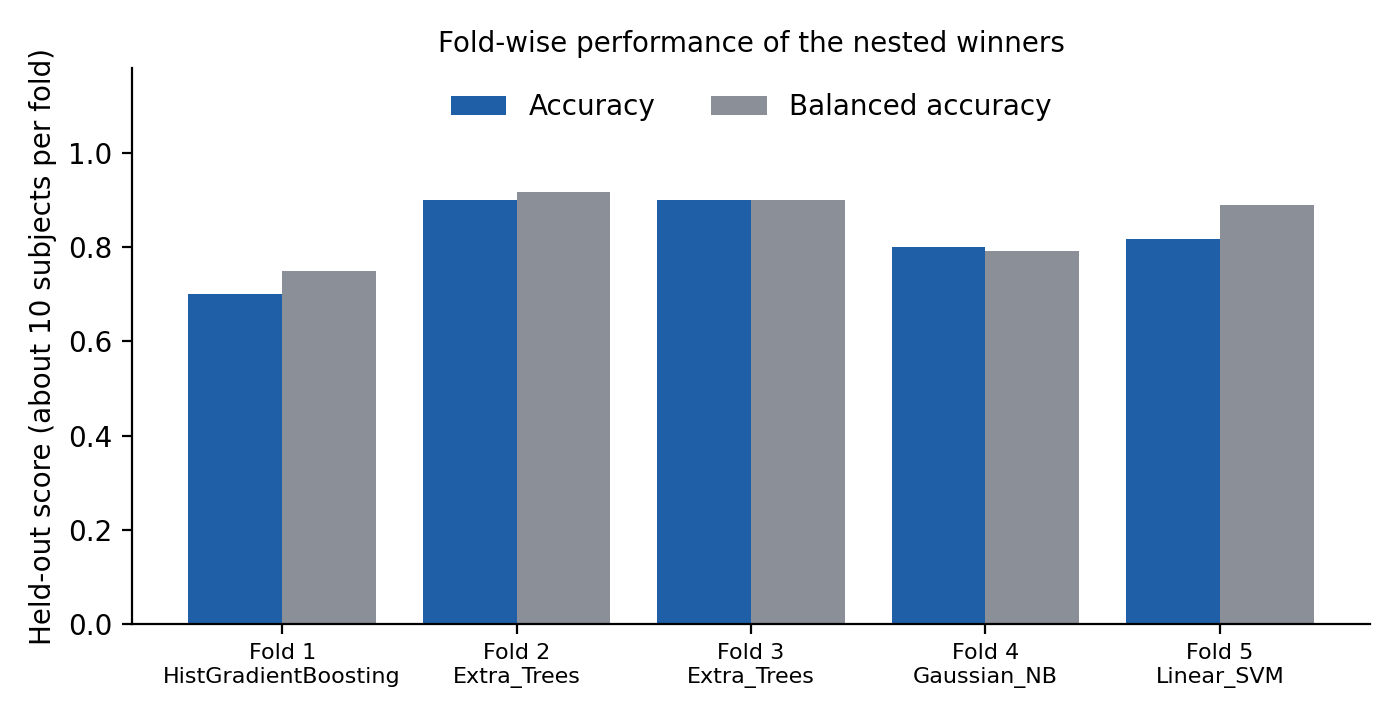 Fold-wise performance of the nested winners
Accuracy
Balanced accuracy
Held-out score (about 10 subjects per fold)
1.0
0.8
0.6
0.4
0.2
0.0
Fold 1
HistGradientBoosting
Fold 2
Extra_Trees
Fold 3
Extra_Trees
Fold 4
Gaussian_NB
Fold 5
Linear_SVM